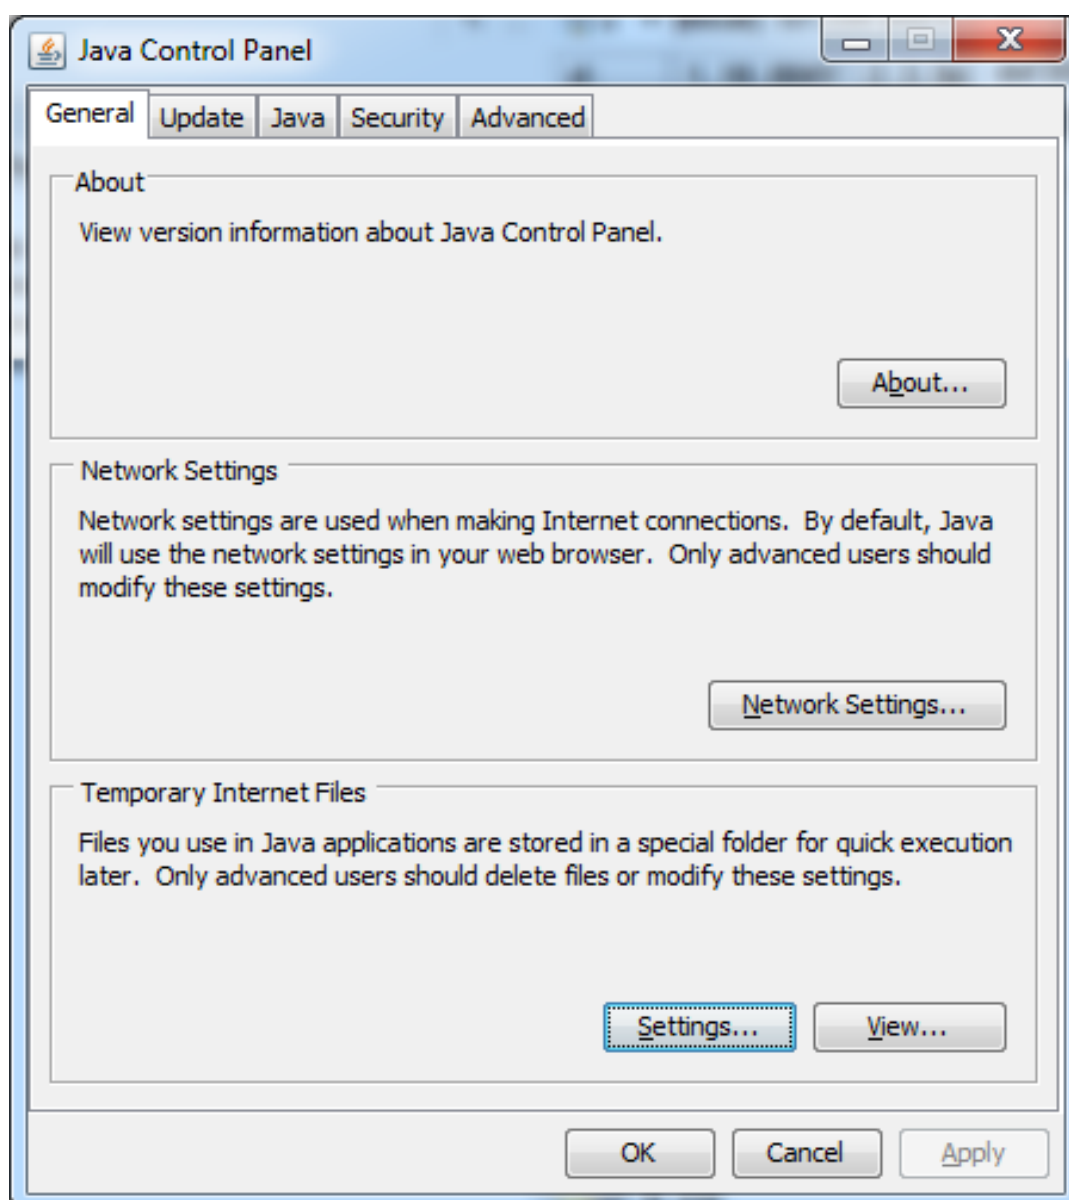 Java Control Panel
General Update Java Security Advanced
About
View version information about Java Control Panel.
About...
Network Settings
Network settings are used when making Internet connections.  By default, Java
will use the network settings in your web browser.  Only advanced users should
modify these settings.
Network Settings...
Temporary Internet Files
Files you use in Java applications are stored in a special folder for quick execution
later.  Only advanced users should delete files or modify these settings.
Settings... View...
OK Cancel Apply